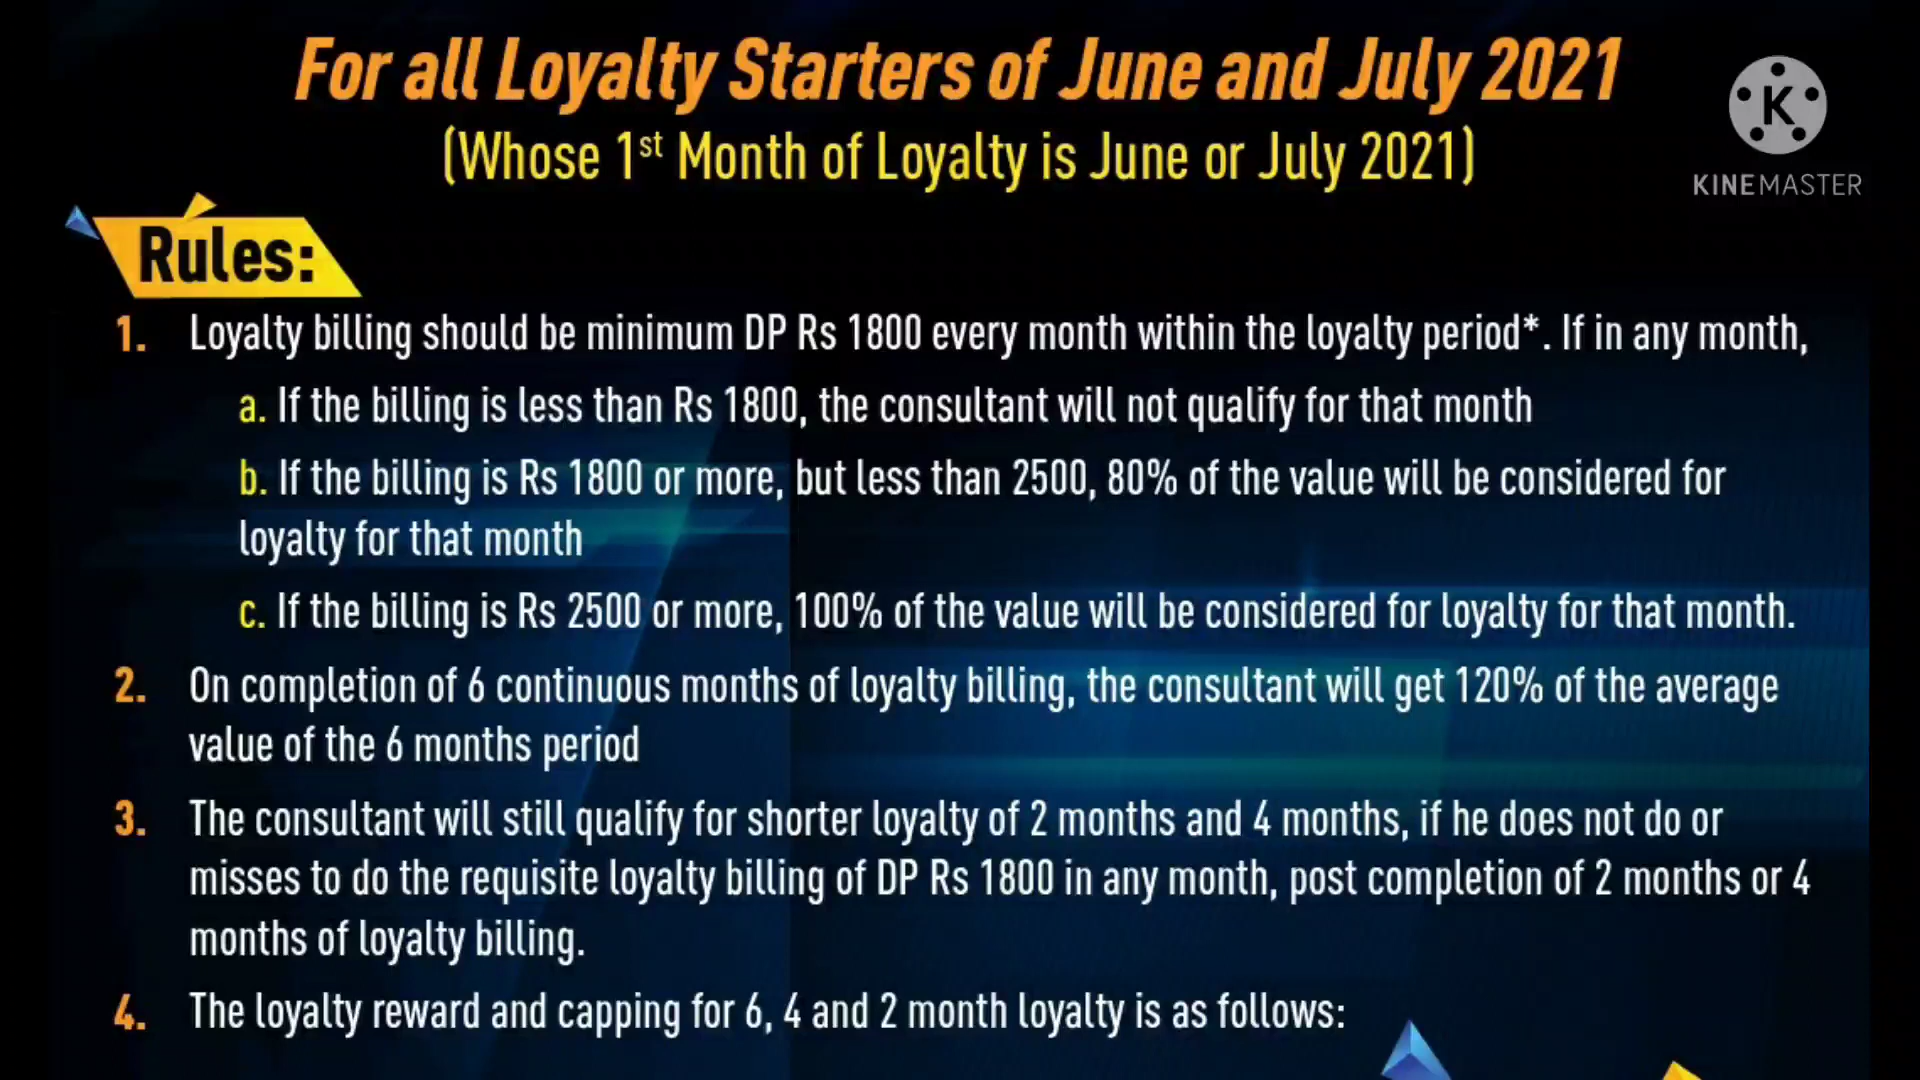 For all Loyalty Starters of June and July 2021
(Whose 1st Month of Loyalty is June or July 2021)
K
KINEMASTER
Rules:
1. Loyalty billing should be minimum DP Rs 1800 every month within the loyalty period*. If in any month,
a. If the billing is less than Rs 1800, the consultant will not qualify for that month
b. If the billing is Rs 1800 or more, but less than 2500, 80% of the value will be considered for
loyalty for that month
c. If the billing is Rs 2500 or more, 100% of the value will be considered for loyalty for that month.
2. On completion of 6 continuous months of loyalty billing, the consultant will get 120% of the average
value of the 6 months period
3. The consultant will still qualify for shorter loyalty of 2 months and 4 months, if he does not do or
misses to do the requisite loyalty billing of DP Rs 1800 in any month, post completion of 2 months or 4
months of loyalty billing.
4. The loyalty reward and capping for 6, 4 and 2 month loyalty is as follows: